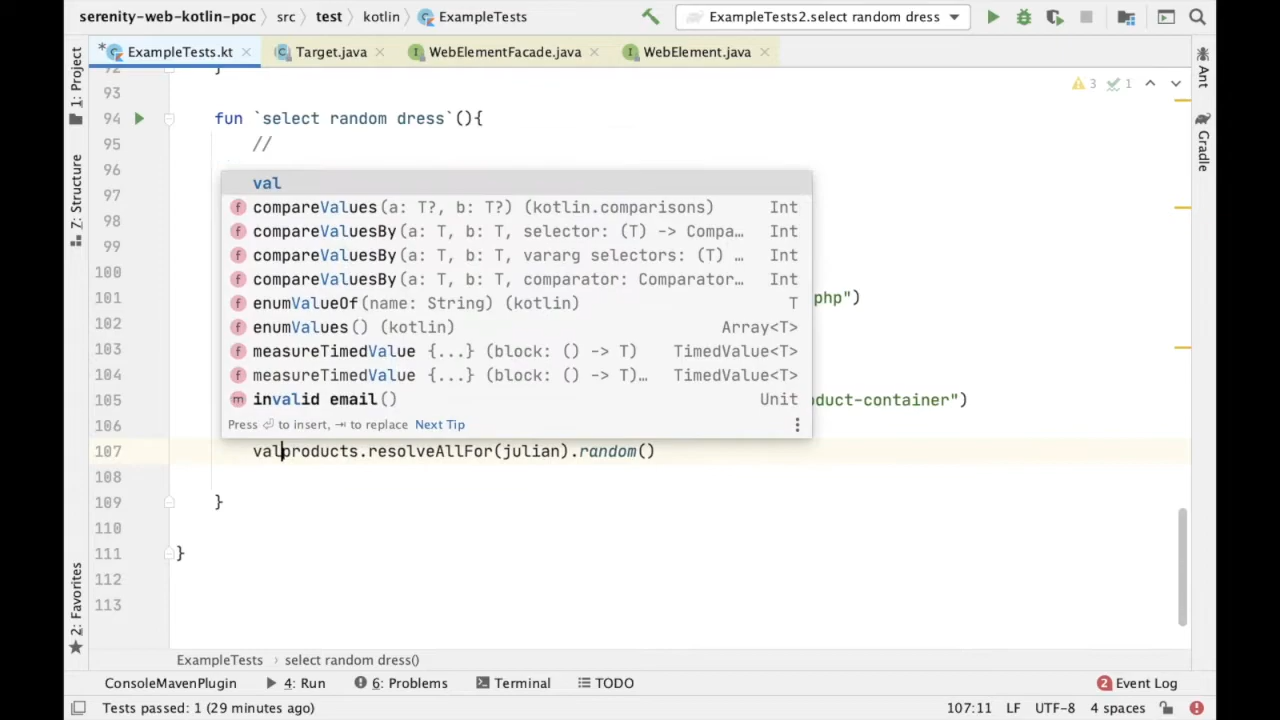 serenity-web-kotlin-poc src test kotlin ExampleTests ExampleTests2.select random dress
ExampleTests.kt Target.java WebElementFacade.java WebElement.java
1: Project
7: Structure
2: Favorites
Ant
Gradle
3 1
93
94 fun `select random dress`(){
95 //
96
97 val
98 compareValues(a: T?, b: T?) (kotlin.comparisons) Int
compareValuesBy(a: T, b: T, selector: (T) -> Compa… Int
99 compareValuesBy(a: T, b: T, vararg selectors: (T) … Int
100 compareValuesBy(a: T, b: T, comparator: Comparator… Int
101 enumValueOf(name: String) (kotlin) T php")
102 enumValues() (kotlin) Array<T>
103 measureTimedValue {...} (block: () -> T) TimedValue<T>
104 measureTimedValue {...} (block: () -> T)… TimedValue<T>
105 invalid email() Unit duct-container")
106 Press ⏎ to insert, ⇥ to replace Next Tip
107 valproducts.resolveAllFor(julian).random()
108
109 }
110
111 }
112
113
ExampleTests select random dress()
ConsoleMavenPlugin 4: Run 6: Problems Terminal TODO 2 Event Log
Tests passed: 1 (29 minutes ago) 107:11 LF UTF-8 4 spaces